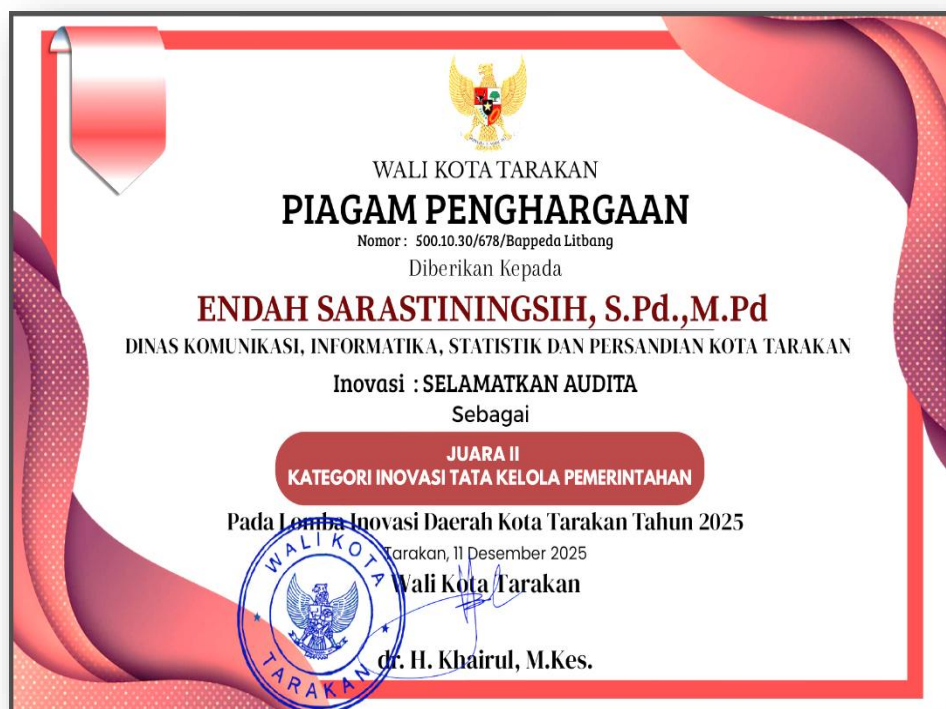 WALI KOTA TARAKAN
PIAGAM PENGHARGAAN
Nomor : 500.10.30/678/Bappeda Litbang
Diberikan Kepada
ENDAH SARASTININGSIH, S.Pd.,M.Pd
DINAS KOMUNIKASI, INFORMATIKA, STATISTIK DAN PERSANDIAN KOTA TARAKAN
Inovasi : SELAMATKAN AUDITA
Sebagai
JUARA II
KATEGORI INOVASI TATA KELOLA PEMERINTAHAN
Pada Lomba Inovasi Daerah Kota Tarakan Tahun 2025
Tarakan, 11 Desember 2025
Wali Kota Tarakan
WALI KOTA
TARAKAN
dr. H. Khairul, M.Kes.